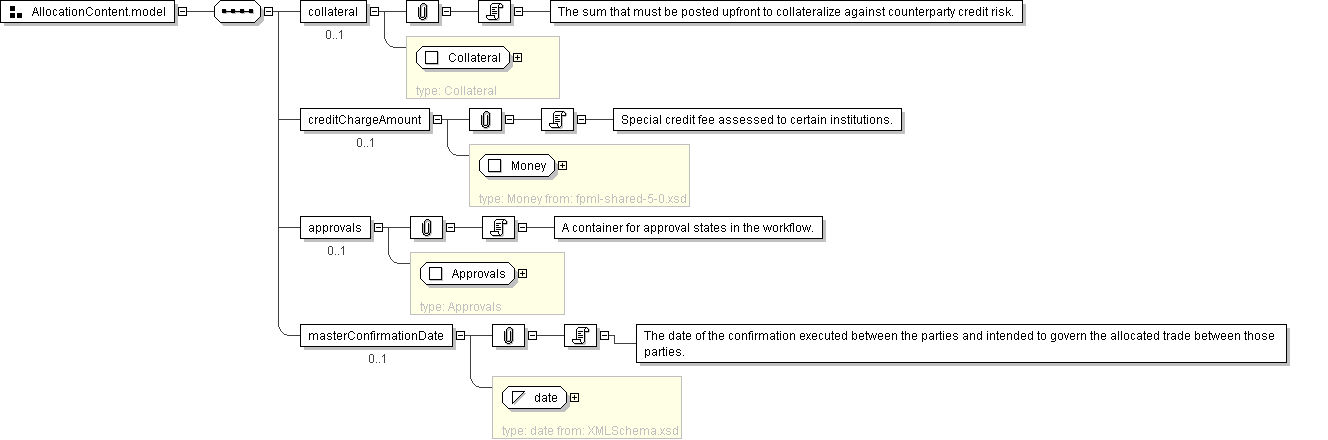 AllocationContent.model
collateral
The sum that must be posted upfront to collateralize against counterparty credit risk.
0..1
Collateral
type: Collateral
creditChargeAmount
Special credit fee assessed to certain institutions.
0..1
Money
type: Money from: fpml-shared-5-0.xsd
approvals
A container for approval states in the workflow.
0..1
Approvals
type: Approvals
masterConfirmationDate
The date of the confirmation executed between the parties and intended to govern the allocated trade between those
parties.
0..1
date
type: date from: XMLSchema.xsd